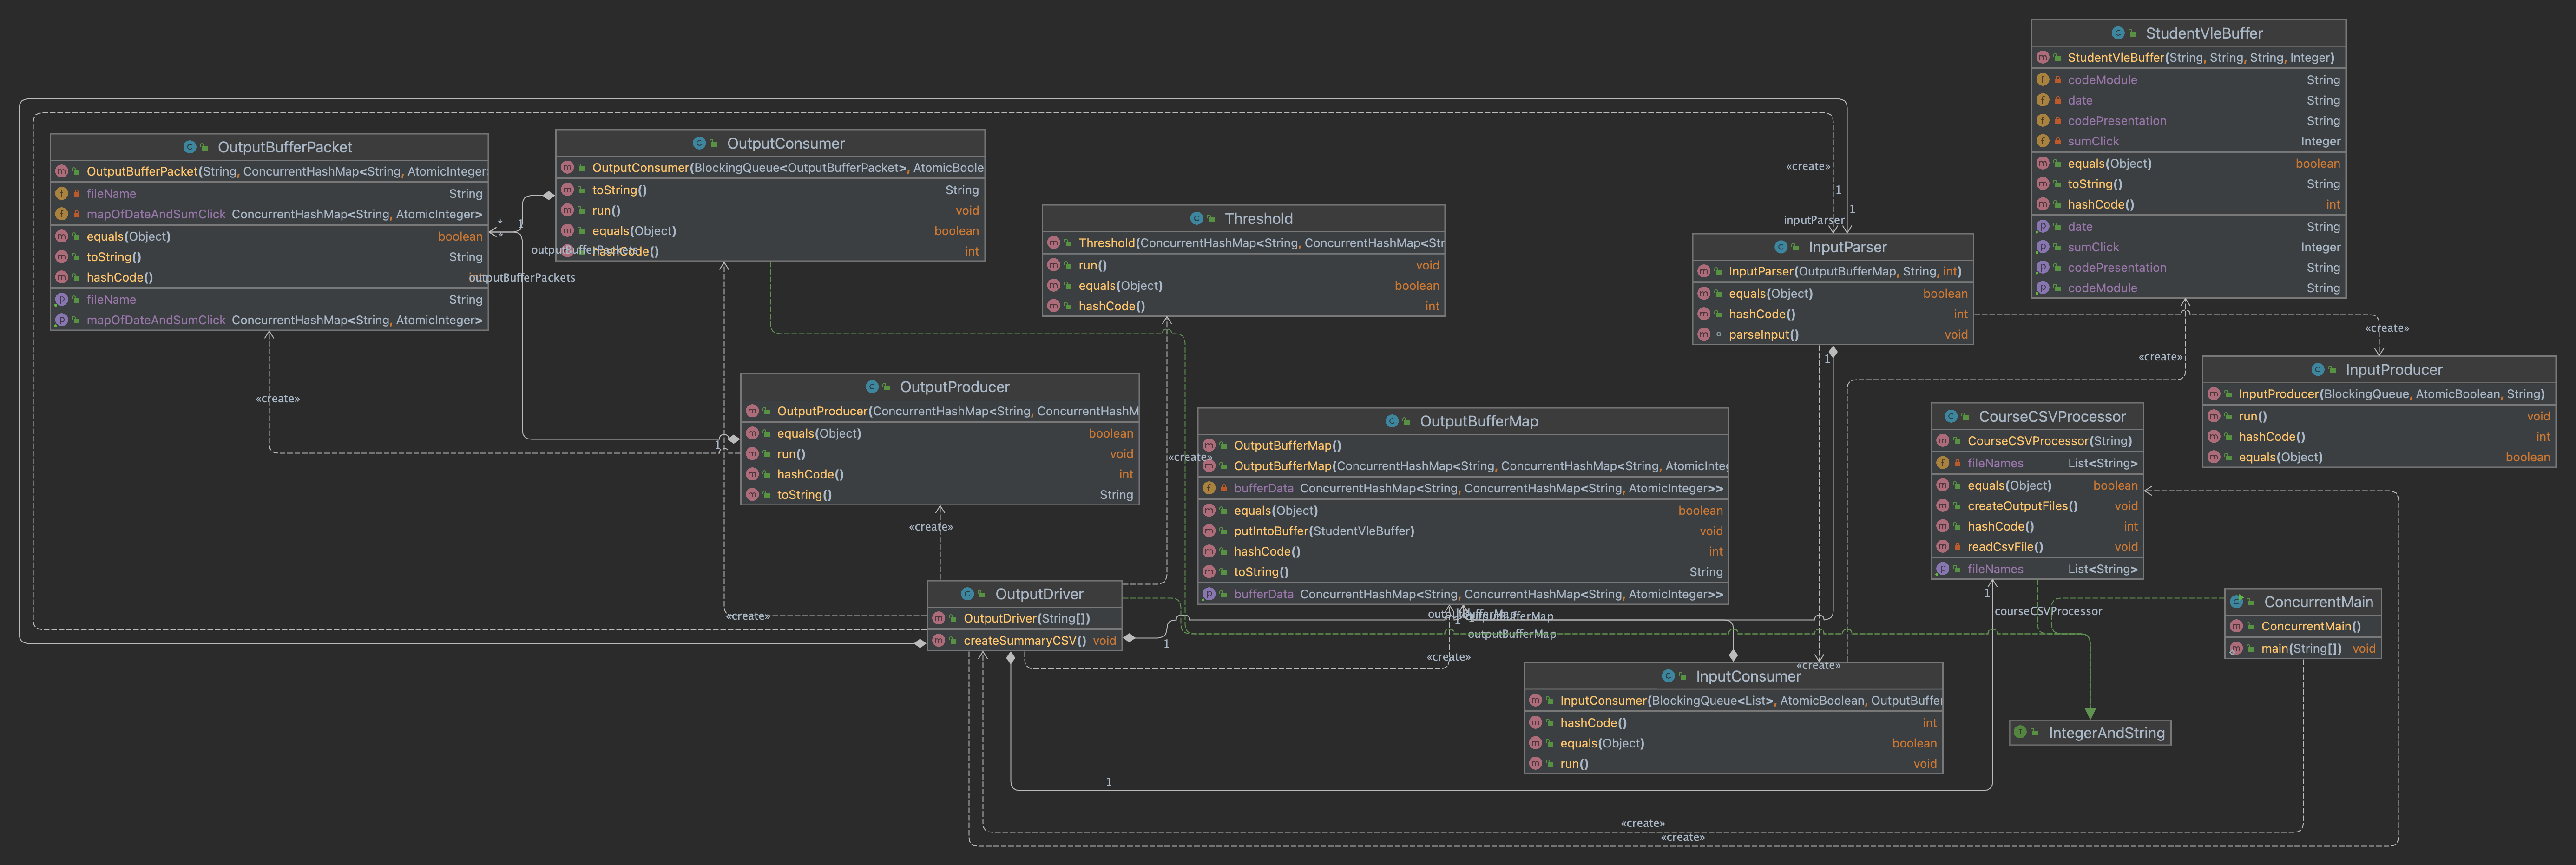 StudentVleBuffer
StudentVleBuffer(String, String, String, Integer)
codeModule String
date String
codePresentation String
sumClick Integer
equals(Object) boolean
toString() String
hashCode() int
date String
sumClick Integer
codePresentation String
codeModule String
OutputBufferPacket
OutputBufferPacket(String, ConcurrentHashMap<String, AtomicInteger
fileName String
mapOfDateAndSumClick ConcurrentHashMap<String, AtomicInteger>
equals(Object) boolean
toString() String
hashCode() int
fileName String
mapOfDateAndSumClick ConcurrentHashMap<String, AtomicInteger>
OutputConsumer
OutputConsumer(BlockingQueue<OutputBufferPacket>, AtomicBoole
toString() String
run() void
equals(Object) boolean
hashCode() int
*
1
*
outputBufferPackets
outputBufferPackets
Threshold
Threshold(ConcurrentHashMap<String, ConcurrentHashMap<Str
run() void
equals(Object) boolean
hashCode() int
«create»
1
1
inputParser
InputParser
InputParser(OutputBufferMap, String, int)
equals(Object) boolean
hashCode() int
parseInput() void
1
«create»
«create»
InputProducer
InputProducer(BlockingQueue, AtomicBoolean, String)
run() void
hashCode() int
equals(Object) boolean
«create»
OutputProducer
OutputProducer(ConcurrentHashMap<String, ConcurrentHashM
equals(Object) boolean
run() void
hashCode() int
toString() String
1
«create»
«create»
OutputBufferMap
OutputBufferMap()
OutputBufferMap(ConcurrentHashMap<String, ConcurrentHashMap<String, AtomicInteg
bufferData ConcurrentHashMap<String, ConcurrentHashMap<String, AtomicInteger>>
equals(Object) boolean
putIntoBuffer(StudentVleBuffer) void
hashCode() int
toString() String
bufferData ConcurrentHashMap<String, ConcurrentHashMap<String, AtomicInteger>>
CourseCSVProcessor
CourseCSVProcessor(String)
fileNames List<String>
equals(Object) boolean
createOutputFiles() void
hashCode() int
readCsvFile() void
fileNames List<String>
1
courseCSVProcessor
OutputDriver
OutputDriver(String[])
createSummaryCSV() void
«create»
1
outputBufferMap
1
outputBufferMap
«create»
«create»
ConcurrentMain
ConcurrentMain()
main(String[]) void
InputConsumer
InputConsumer(BlockingQueue<List>, AtomicBoolean, OutputBuffer
hashCode() int
equals(Object) boolean
run() void
IntegerAndString
1
«create»
«create»